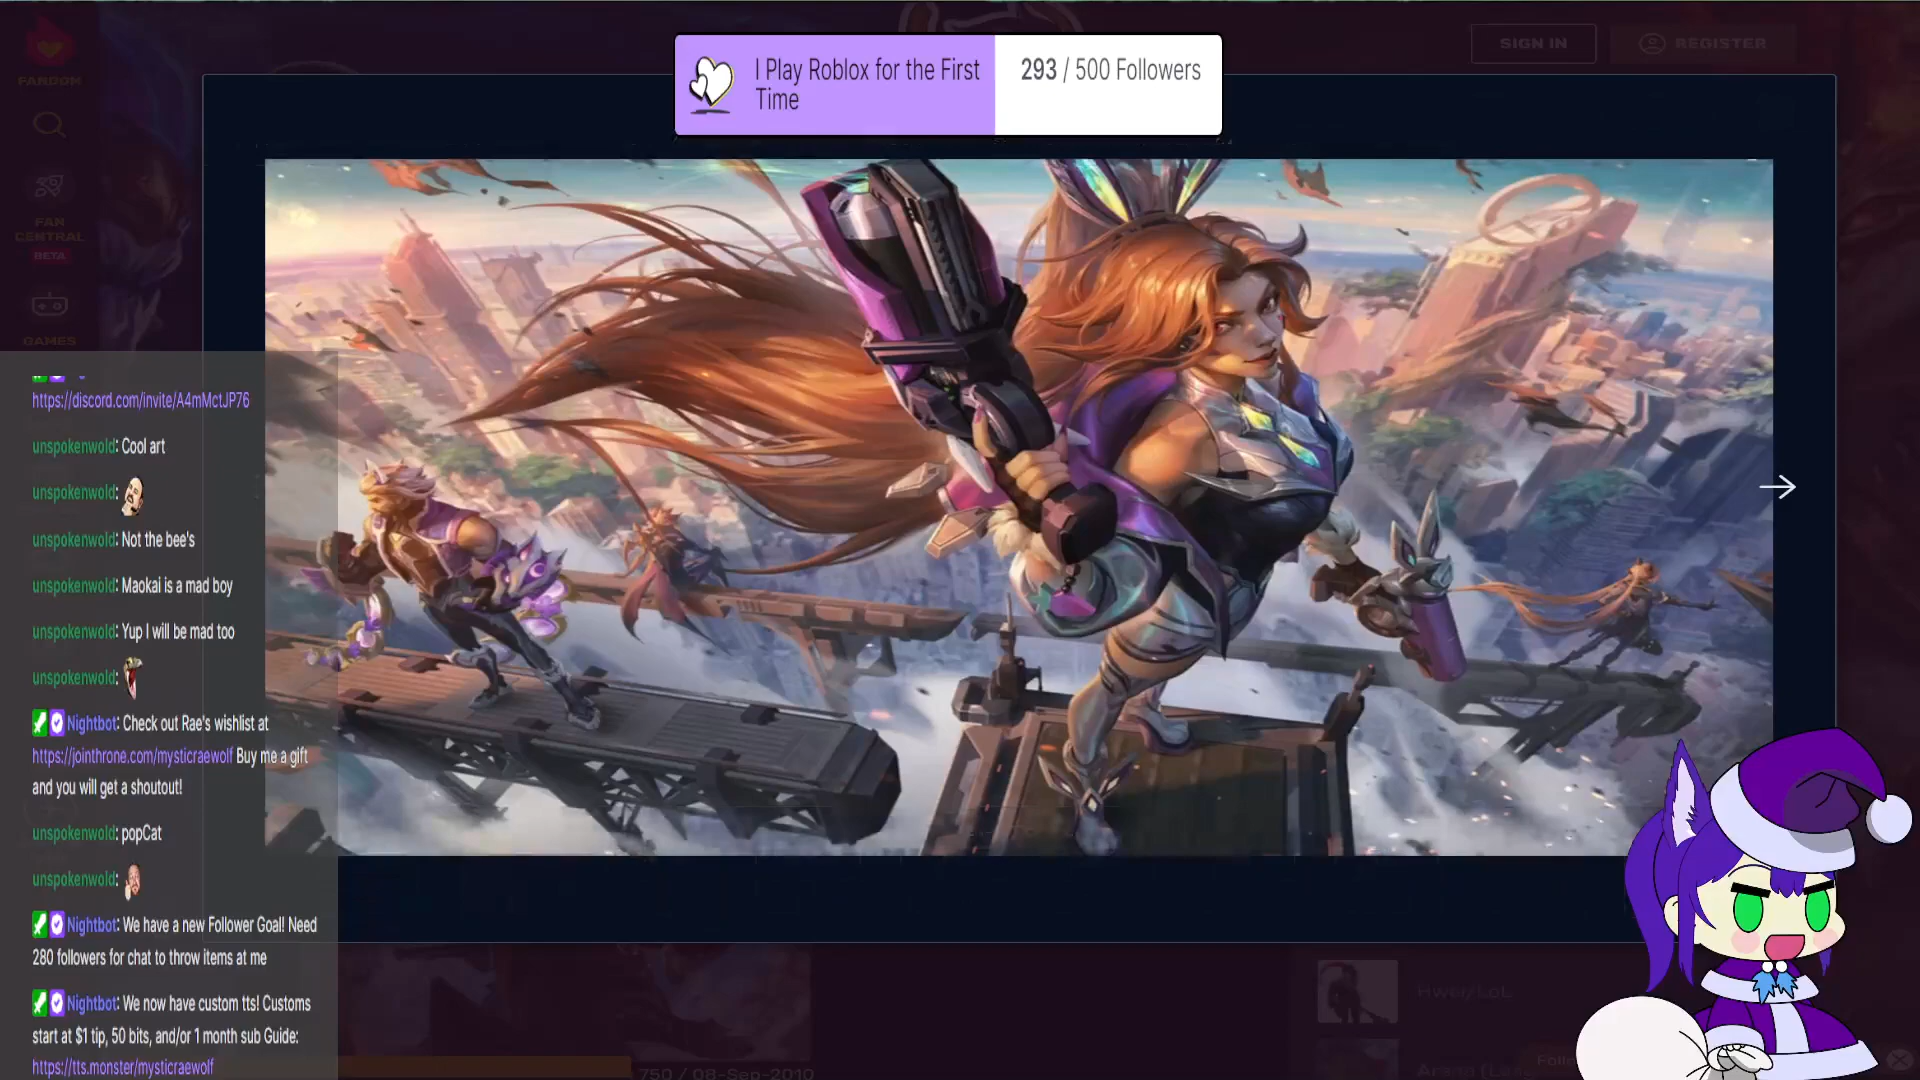 FANDOM
FAN
CENTRAL
BETA
GAMES
SIGN IN
REGISTER
I Play Roblox for the First
Time
293 / 500 Followers
https://discord.com/invite/A4mMctJP76
unspokenwold: Cool art
unspokenwold:
unspokenwold: Not the bee's
unspokenwold: Maokai is a mad boy
unspokenwold: Yup I will be mad too
unspokenwold:
Nightbot: Check out Rae's wishlist at
https://jointhrone.com/mysticraewolf Buy me a gift
and you will get a shoutout!
unspokenwold: popCat
unspokenwold:
Nightbot: We have a new Follower Goal! Need
280 followers for chat to throw items at me
Nightbot: We now have custom tts! Customs
start at $1 tip, 50 bits, and/or 1 month sub Guide:
https://tts.monster/mysticraewolf
750 / 08-Sep-2010
Hwei/LoL